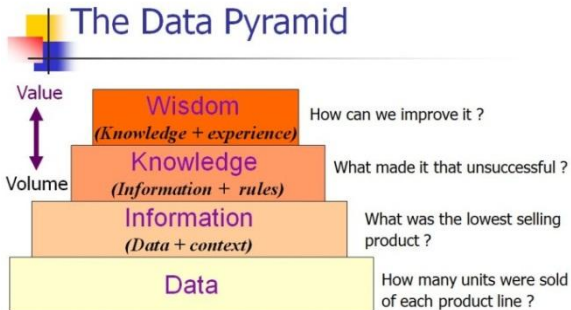 The Data Pyramid
Value
Volume
Wisdom
(Knowledge + experience)
How can we improve it ?
Knowledge
(Information + rules)
What made it that unsuccessful ?
Information
(Data + context)
What was the lowest selling
product ?
Data
How many units were sold
of each product line ?